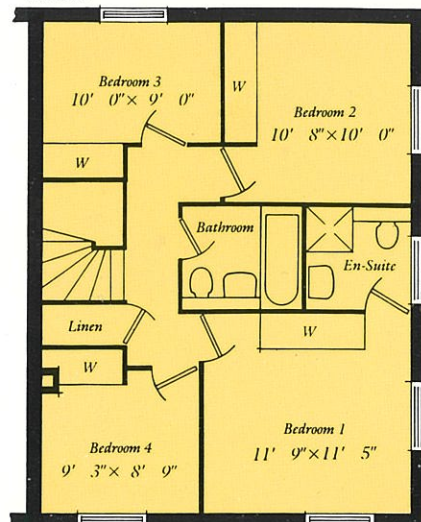 Bedroom 3
10' 0"× 9' 0"
W
Bedroom 2
10' 8"×10' 0"
W
Bathroom
En-Suite
Linen
W
W
Bedroom 4
9' 3"× 8' 9"
Bedroom 1
11' 9"×11' 5"